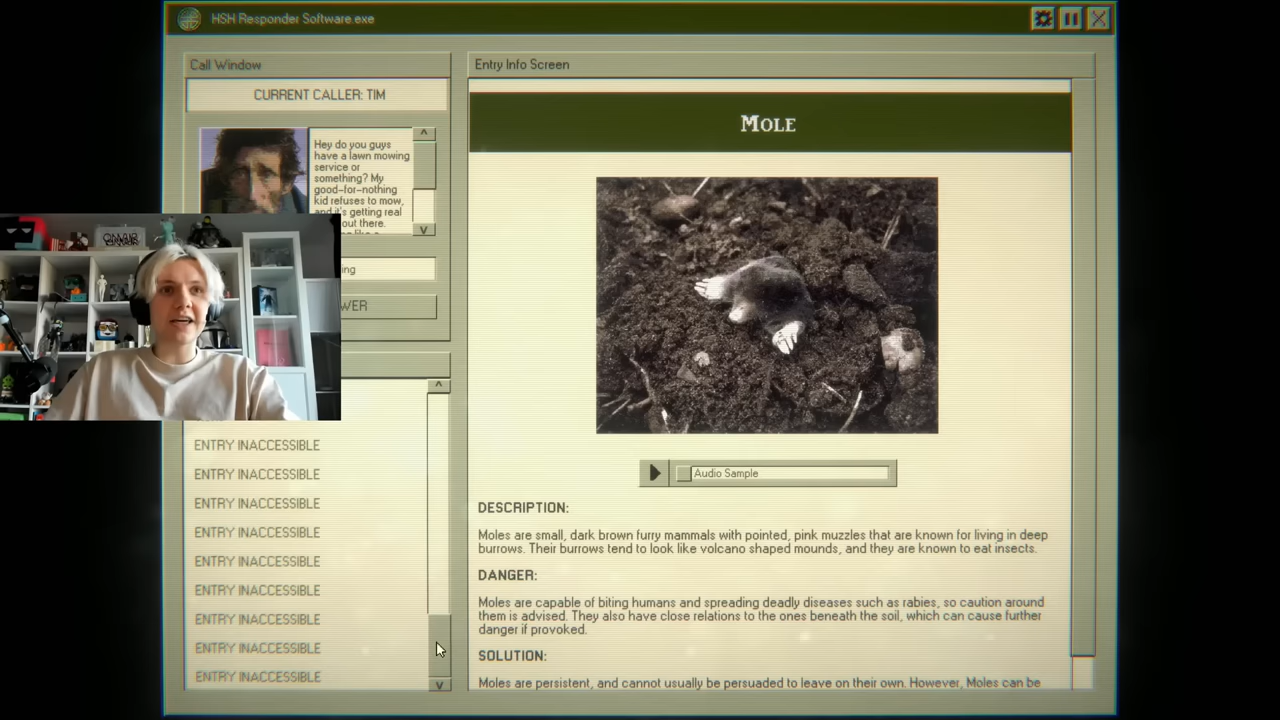 HSH Responder Software.exe
Call Window
CURRENT CALLER: TIM
Hey do you guys
have a lawn mowing
service or
something? My
good-for-nothing
kid refuses to mow,
and it's getting real
out there.
ENTRY INACCESSIBLE
ENTRY INACCESSIBLE
ENTRY INACCESSIBLE
ENTRY INACCESSIBLE
ENTRY INACCESSIBLE
ENTRY INACCESSIBLE
ENTRY INACCESSIBLE
ENTRY INACCESSIBLE
ENTRY INACCESSIBLE
Entry Info Screen
MOLE
Audio Sample
DESCRIPTION:
Moles are small, dark brown furry mammals with pointed, pink muzzles that are known for living in deep
burrows. Their burrows tend to look like volcano shaped mounds, and they are known to eat insects.
DANGER:
Moles are capable of biting humans and spreading deadly diseases such as rabies, so caution around
them is advised. They also have close relations to the ones beneath the soil, which can cause further
danger if provoked.
SOLUTION:
Moles are persistent, and cannot usually be persuaded to leave on their own. However, Moles can be